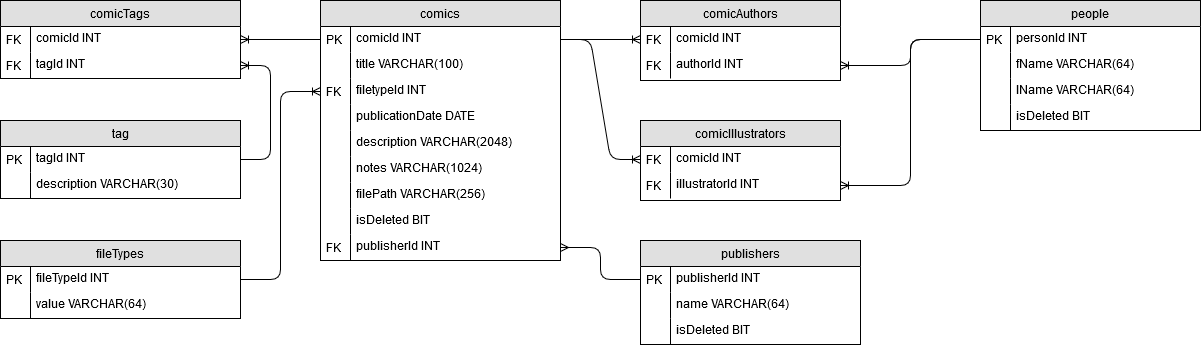 comicTags
FK comicId INT
FK tagId INT
comics
PK comicId INT
title VARCHAR(100)
FK filetypeId INT
publicationDate DATE
description VARCHAR(2048)
notes VARCHAR(1024)
filePath VARCHAR(256)
isDeleted BIT
FK publisherId INT
comicAuthors
FK comicId INT
FK authorId INT
people
PK personId INT
fName VARCHAR(64)
lName VARCHAR(64)
isDeleted BIT
tag
PK tagId INT
description VARCHAR(30)
comicIllustrators
FK comicId INT
FK illustratorId INT
fileTypes
PK fileTypeId INT
value VARCHAR(64)
publishers
PK publisherId INT
name VARCHAR(64)
isDeleted BIT